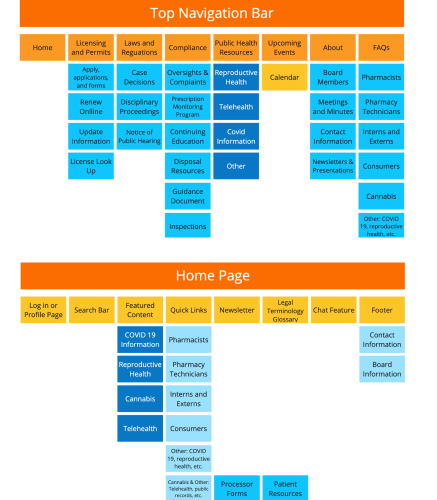 Top Navigation Bar
Home
Licensing
and Permits
Laws and
Reguations
Compliance
Public Health
Resources
Upcoming
Events
About
FAQs
Apply,
applications,
and forms
Case
Decisions
Oversights &
Complaints
Reproductive
Health
Calendar
Board
Members
Pharmacists
Renew
Online
Disciplinary
Proceedings
Prescription
Monitoring
Program
Telehealth
Meetings
and Minutes
Pharmacy
Technicians
Update
Information
Notice of
Public Hearing
Continuing
Education
Covid
Information
Contact
Information
Interns and
Externs
License Look
Up
Disposal
Resources
Other
Newsletters &
Presentations
Consumers
Guidance
Document
Cannabis
Inspections
Other: COVID
19, reproductive
health, etc.
Home Page
Log in or
Profile Page
Search Bar
Featured
Content
Quick Links
Newsletter
Legal
Terminology
Glossary
Chat Feature
Footer
COVID 19
Information
Pharmacists
Contact
Information
Reproductive
Health
Pharmacy
Technicians
Board
Information
Cannabis
Interns and
Externs
Telehealth
Consumers
Other: COVID
19, reproductive
health, etc.
Cannabis & Other:
Telehealth, public
records, etc.
Processor
Forms
Patient
Resources